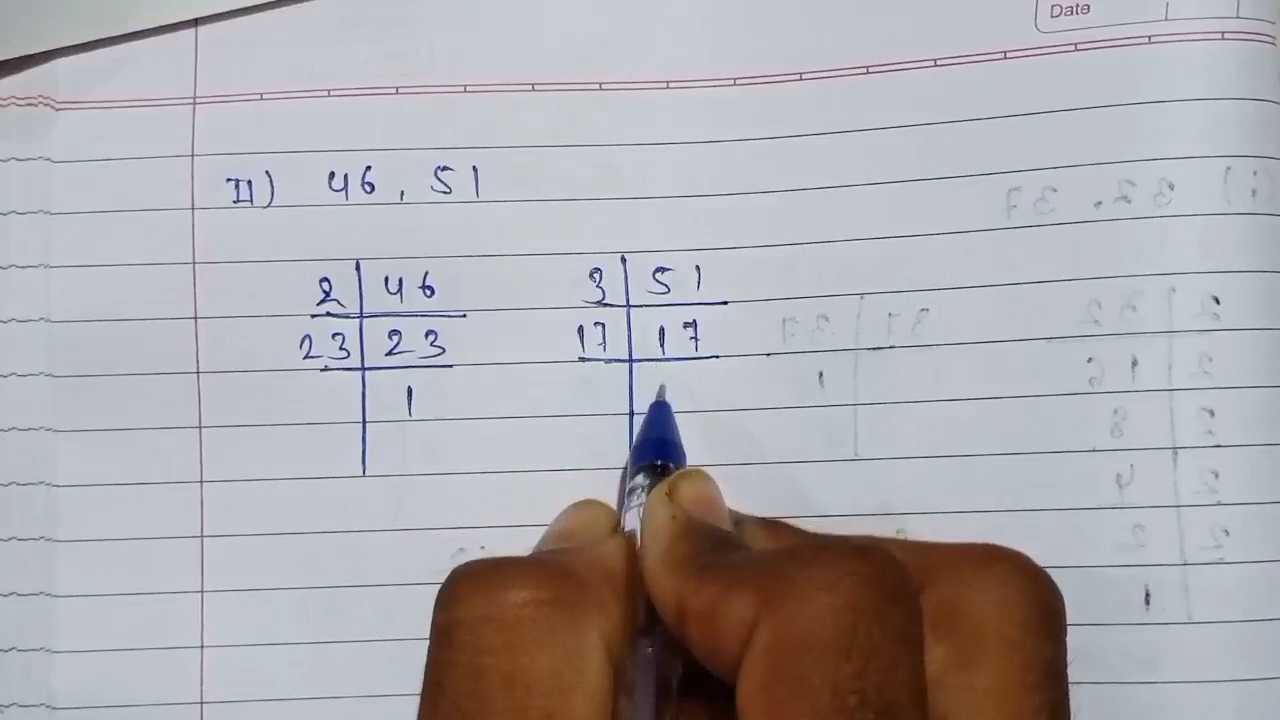 Date
II) 46, 51
2 | 46 3 | 51
23 | 23 17 | 17
1